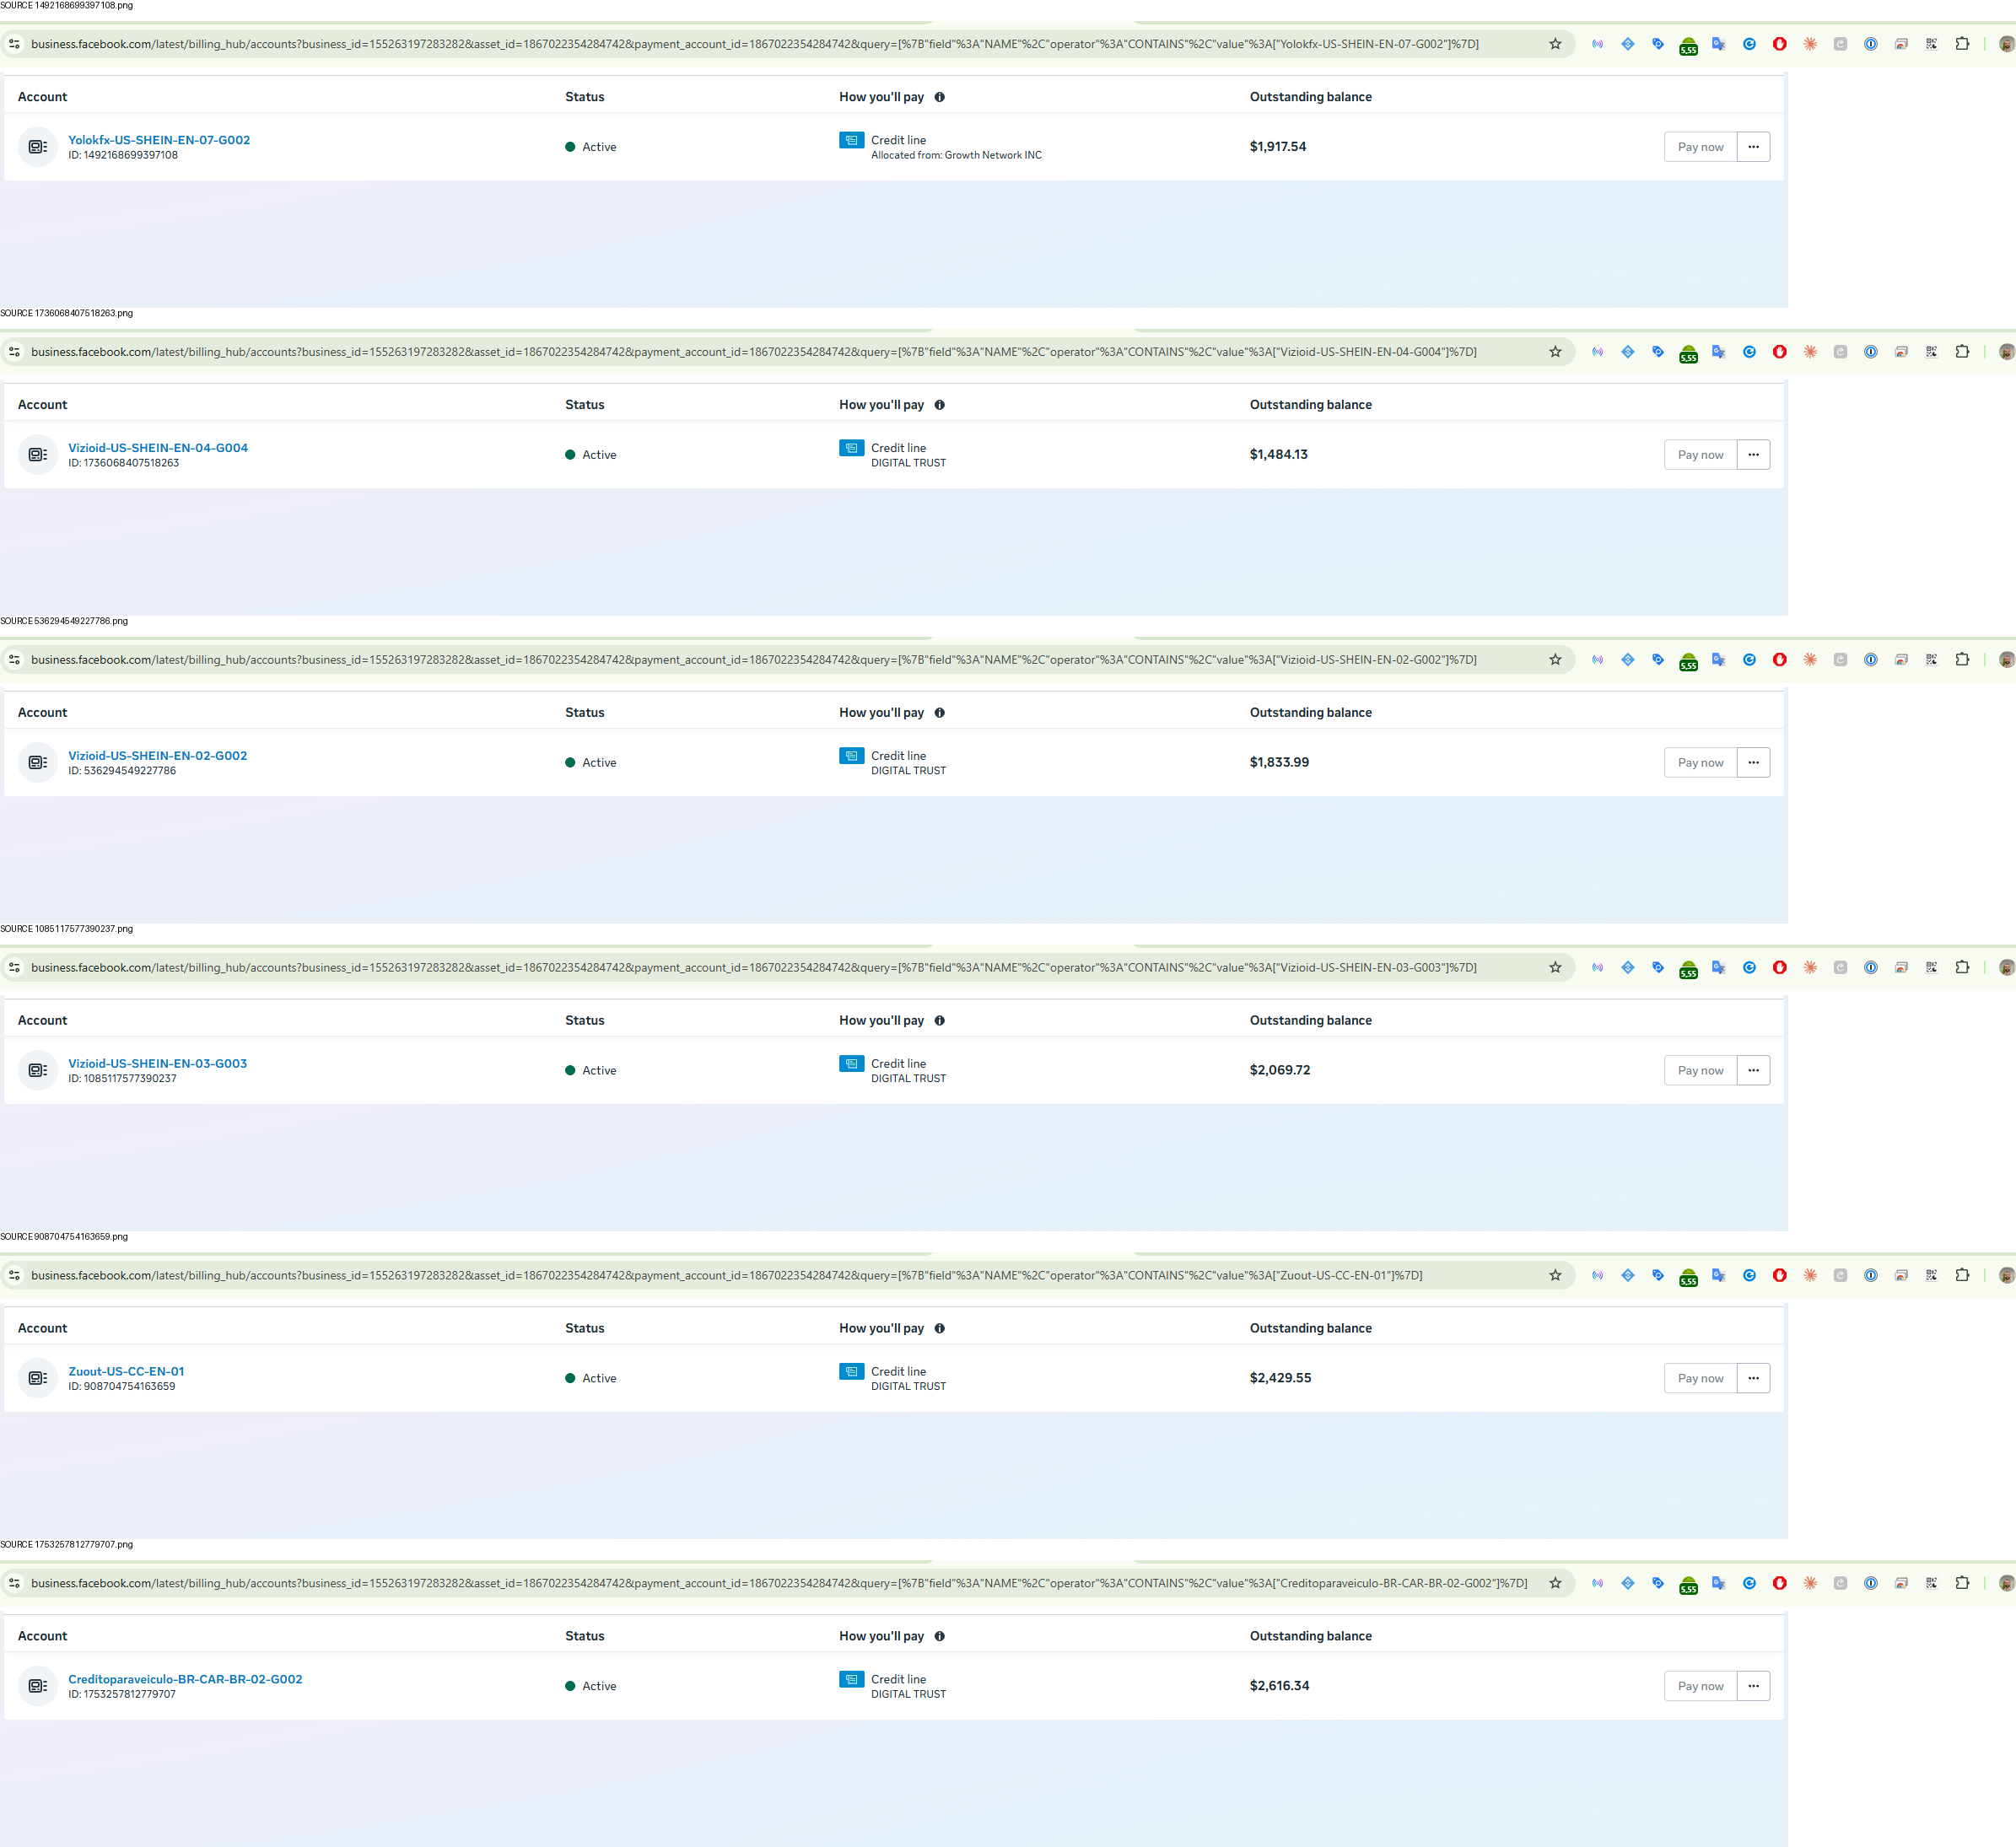 SOURCE 1492168699397108.png
business.facebook.com/latest/billing_hub/accounts?business_id=155263197283282&asset_id=1867022354284742&payment_account_id=1867022354284742&query=[%7B"field"%3A"NAME"%2C"operator"%3A"CONTAINS"%2C"value"%3A["Yolokfx-US-SHEIN-EN-07-G002"]%7D]
5,55
Account Status How you'll pay Outstanding balance
Yolokfx-US-SHEIN-EN-07-G002
ID: 1492168699397108
Active
Credit line
Allocated from: Growth Network INC
$1,917.54
Pay now
SOURCE 1736068407518263.png
business.facebook.com/latest/billing_hub/accounts?business_id=155263197283282&asset_id=1867022354284742&payment_account_id=1867022354284742&query=[%7B"field"%3A"NAME"%2C"operator"%3A"CONTAINS"%2C"value"%3A["Vizioid-US-SHEIN-EN-04-G004"]%7D]
5,55
Account Status How you'll pay Outstanding balance
Vizioid-US-SHEIN-EN-04-G004
ID: 1736068407518263
Active
Credit line
DIGITAL TRUST
$1,484.13
Pay now
SOURCE 536294549227786.png
business.facebook.com/latest/billing_hub/accounts?business_id=155263197283282&asset_id=1867022354284742&payment_account_id=1867022354284742&query=[%7B"field"%3A"NAME"%2C"operator"%3A"CONTAINS"%2C"value"%3A["Vizioid-US-SHEIN-EN-02-G002"]%7D]
5,55
Account Status How you'll pay Outstanding balance
Vizioid-US-SHEIN-EN-02-G002
ID: 536294549227786
Active
Credit line
DIGITAL TRUST
$1,833.99
Pay now
SOURCE 1085117577390237.png
business.facebook.com/latest/billing_hub/accounts?business_id=155263197283282&asset_id=1867022354284742&payment_account_id=1867022354284742&query=[%7B"field"%3A"NAME"%2C"operator"%3A"CONTAINS"%2C"value"%3A["Vizioid-US-SHEIN-EN-03-G003"]%7D]
5,55
Account Status How you'll pay Outstanding balance
Vizioid-US-SHEIN-EN-03-G003
ID: 1085117577390237
Active
Credit line
DIGITAL TRUST
$2,069.72
Pay now
SOURCE 908704754163659.png
business.facebook.com/latest/billing_hub/accounts?business_id=155263197283282&asset_id=1867022354284742&payment_account_id=1867022354284742&query=[%7B"field"%3A"NAME"%2C"operator"%3A"CONTAINS"%2C"value"%3A["Zuout-US-CC-EN-01"]%7D]
5,55
Account Status How you'll pay Outstanding balance
Zuout-US-CC-EN-01
ID: 908704754163659
Active
Credit line
DIGITAL TRUST
$2,429.55
Pay now
SOURCE 1753257812779707.png
business.facebook.com/latest/billing_hub/accounts?business_id=155263197283282&asset_id=1867022354284742&payment_account_id=1867022354284742&query=[%7B"field"%3A"NAME"%2C"operator"%3A"CONTAINS"%2C"value"%3A["Creditoparaveiculo-BR-CAR-BR-02-G002"]%7D]
5,55
Account Status How you'll pay Outstanding balance
Creditoparaveiculo-BR-CAR-BR-02-G002
ID: 1753257812779707
Active
Credit line
DIGITAL TRUST
$2,616.34
Pay now